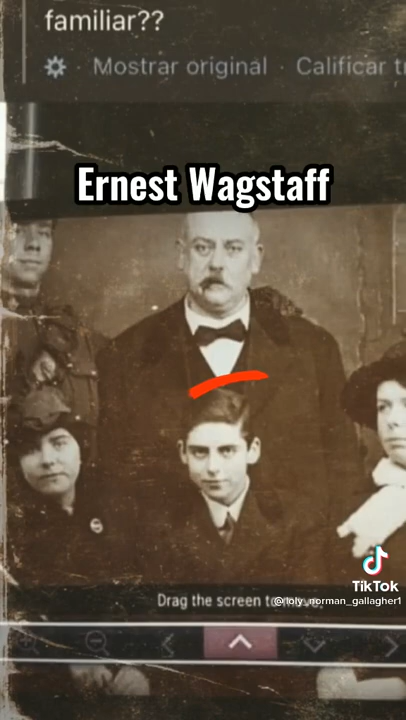 familiar??
Mostrar original · Calificar
Ernest Wagstaff
Drag the screen
TikTok
@loly_norman_gallagher1